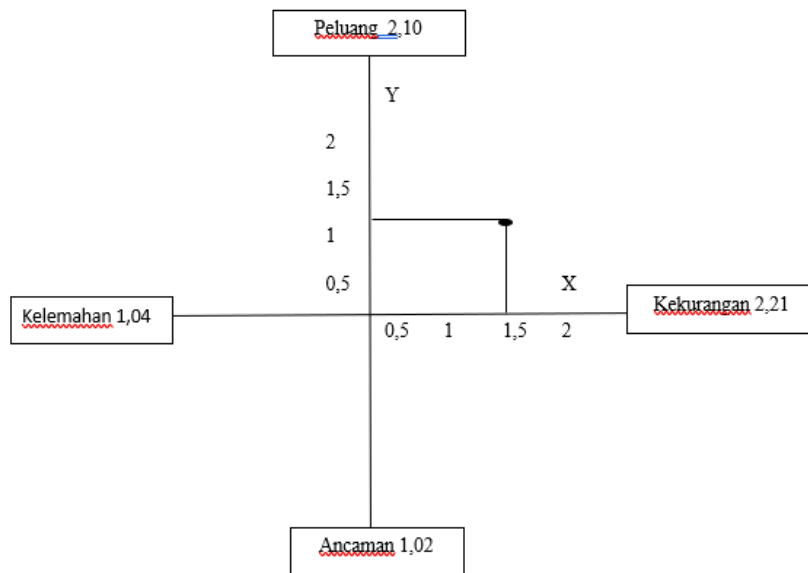 Peluang 2,10
Y
2
1,5
1
0,5
X
Kelemahan 1,04
Kekurangan 2,21
0,5 1 1,5 2
Ancaman 1,02